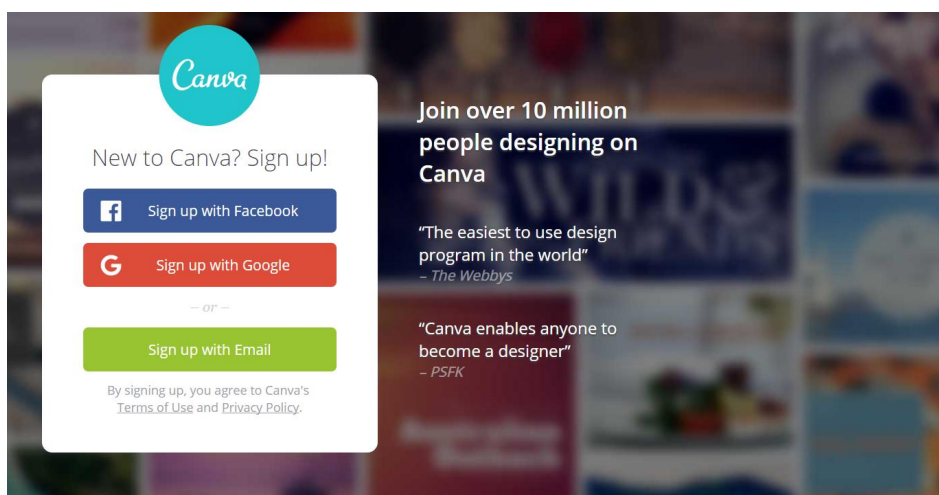 Canva
New to Canva? Sign up!
Sign up with Facebook
Sign up with Google
– or –
Sign up with Email
By signing up, you agree to Canva's
Terms of Use and Privacy Policy.
Join over 10 million
people designing on
Canva
“The easiest to use design
program in the world”
– The Webbys
“Canva enables anyone to
become a designer”
– PSFK
WILD &
Australian
Outback